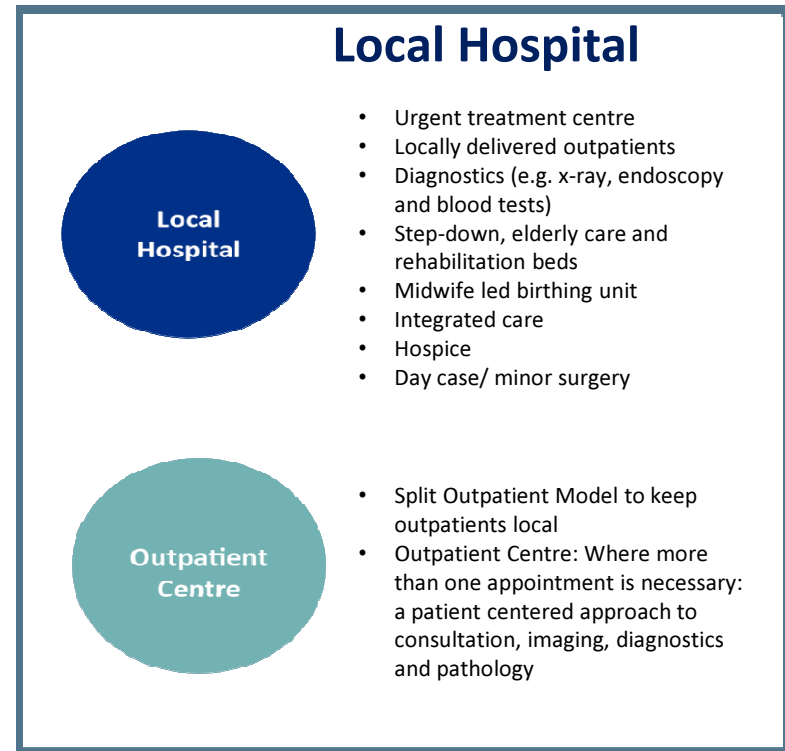 Local Hospital
Local
Hospital
• Urgent treatment centre
• Locally delivered outpatients
• Diagnostics (e.g. x-ray, endoscopy
and blood tests)
• Step-down, elderly care and
rehabilitation beds
• Midwife led birthing unit
• Integrated care
• Hospice
• Day case/ minor surgery
Outpatient
Centre
• Split Outpatient Model to keep
outpatients local
• Outpatient Centre: Where more
than one appointment is necessary:
a patient centered approach to
consultation, imaging, diagnostics
and pathology